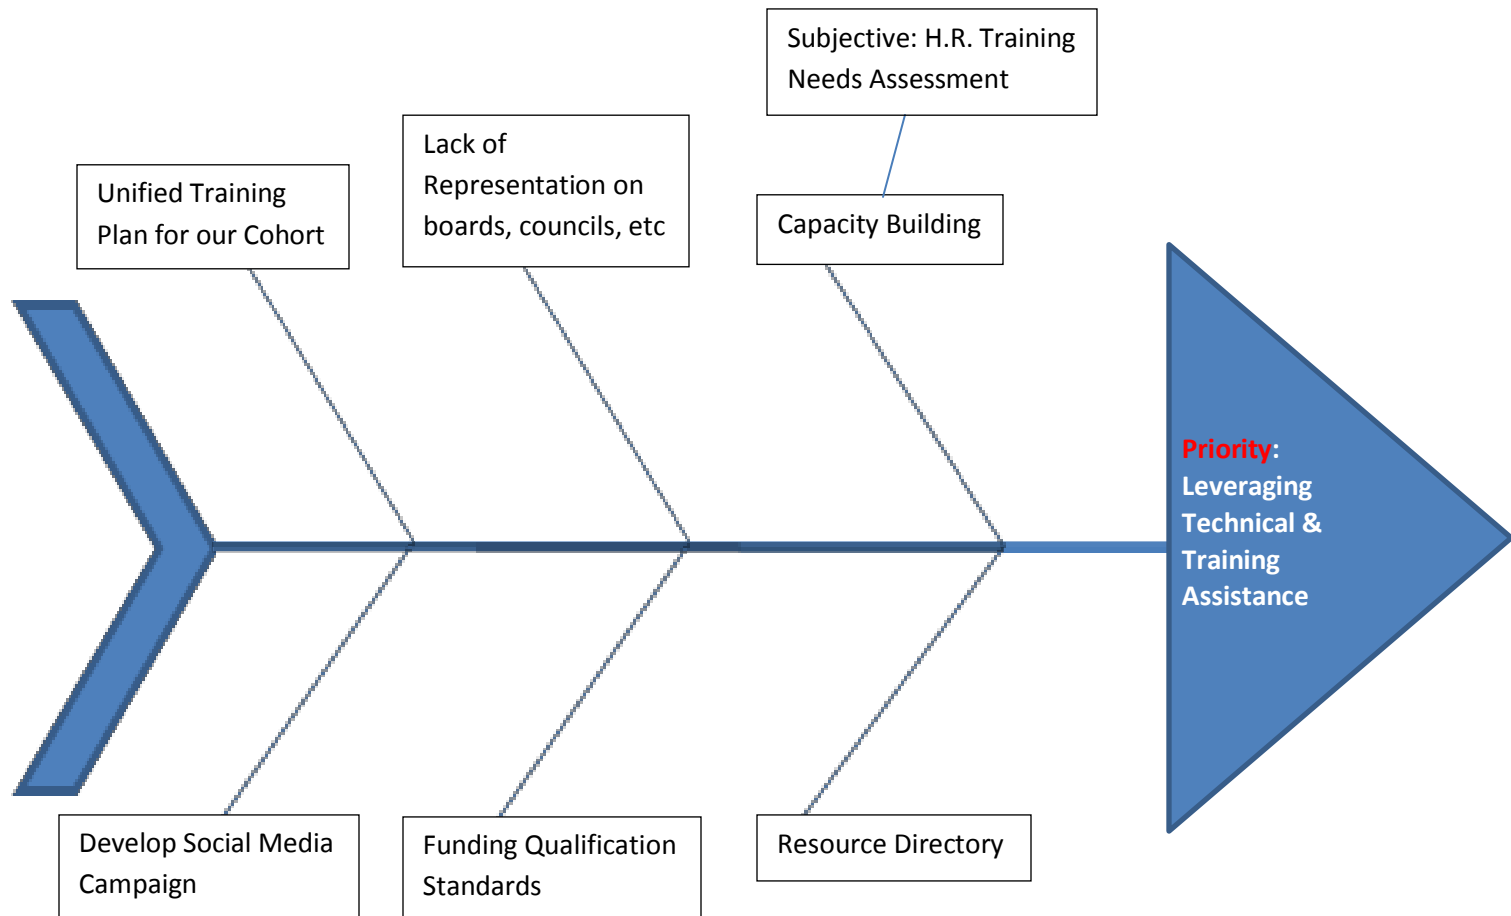 Subjective: H.R. Training
Needs Assessment
Lack of
Representation on
boards, councils, etc
Unified Training
Plan for our Cohort
Capacity Building
Priority:
Leveraging
Technical &
Training
Assistance
Develop Social Media
Campaign
Funding Qualification
Standards
Resource Directory